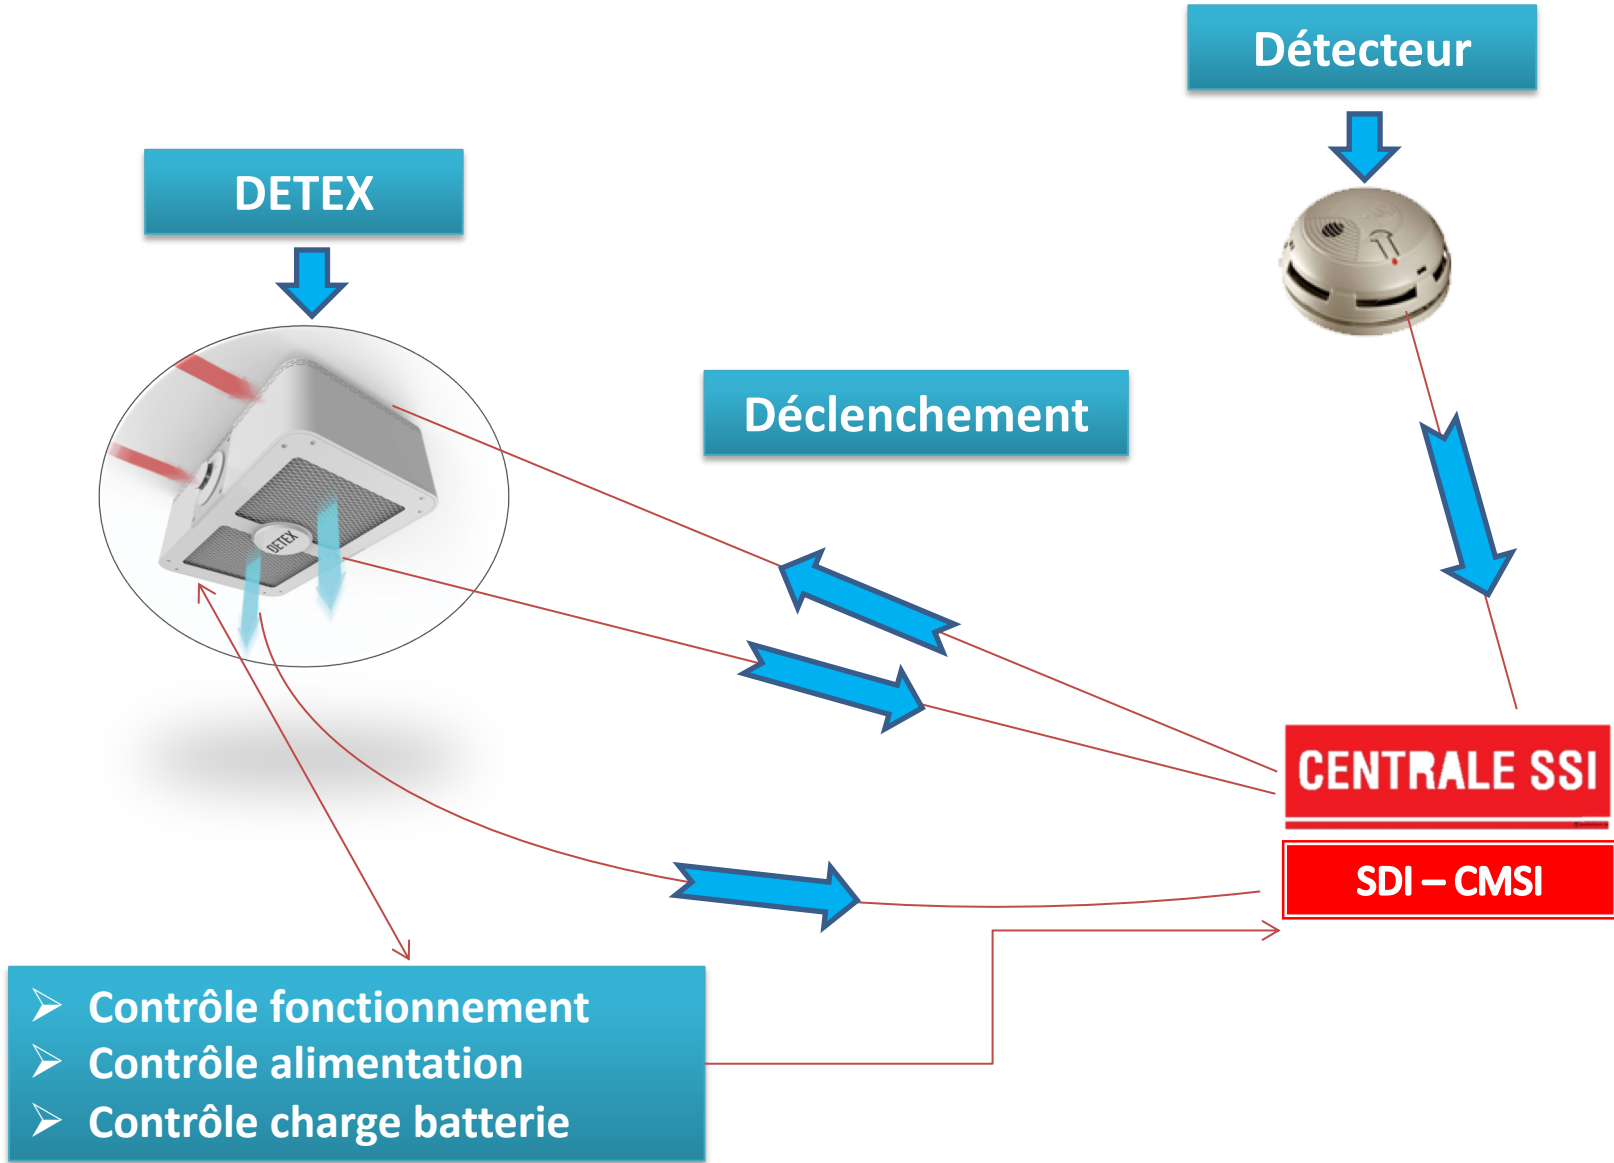 Détecteur
DETEX
Déclenchement
DETEX
CENTRALE SSI
SDI – CMSI
➢ Contrôle fonctionnement
➢ Contrôle alimentation
➢ Contrôle charge batterie